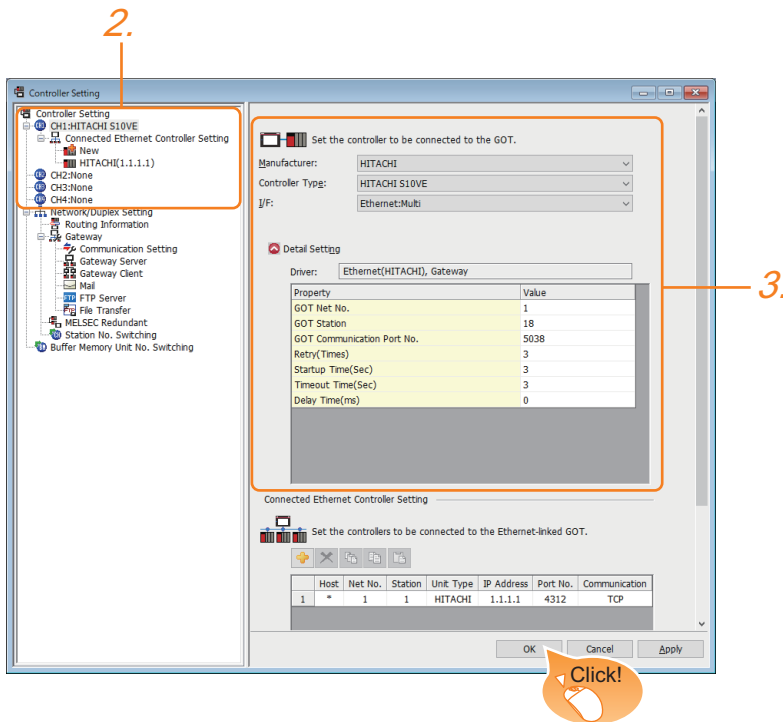 2.
Controller Setting
Controller Setting
CH1:HITACHI S10VE
Connected Ethernet Controller Setting
New
HITACHI(1.1.1.1)
CH2:None
CH3:None
CH4:None
Network/Duplex Setting
Routing Information
Gateway
Communication Setting
Gateway Server
Gateway Client
Mail
FTP Server
File Transfer
MELSEC Redundant
Station No. Switching
Buffer Memory Unit No. Switching
Set the controller to be connected to the GOT.
Manufacturer: HITACHI
Controller Type: HITACHI S10VE
I/F: Ethernet:Multi
Detail Setting
Driver: Ethernet(HITACHI), Gateway
3.
Property Value
GOT Net No. 1
GOT Station 18
GOT Communication Port No. 5038
Retry(Times) 3
Startup Time(Sec) 3
Timeout Time(Sec) 3
Delay Time(ms) 0
Connected Ethernet Controller Setting
Set the controllers to be connected to the Ethernet-linked GOT.
Host Net No. Station Unit Type IP Address Port No. Communication
1 * 1 1 HITACHI 1.1.1.1 4312 TCP
OK Cancel Apply
Click!